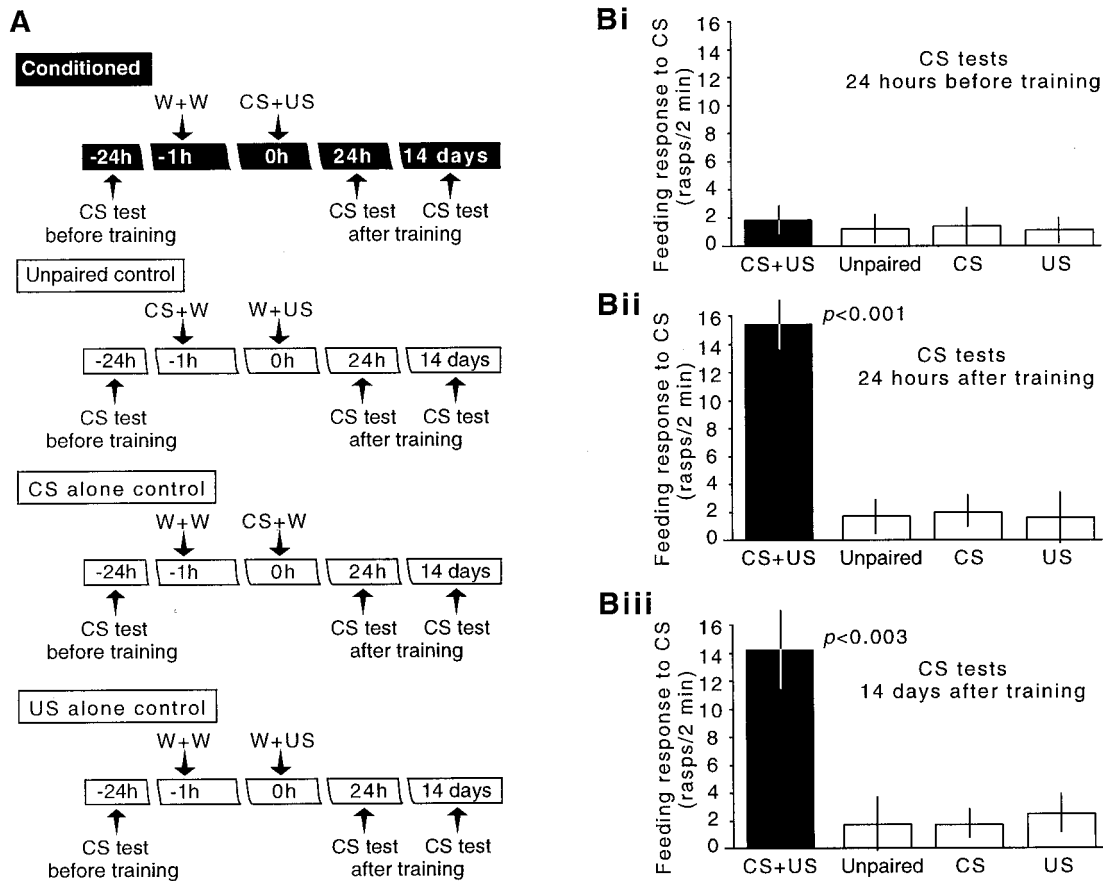 A
Conditioned
W+W CS+US
-24h -1h 0h 24h 14 days
CS test CS test CS test
before training after training
Unpaired control
CS+W W+US
-24h -1h 0h 24h 14 days
CS test CS test CS test
before training after training
CS alone control
W+W CS+W
-24h -1h 0h 24h 14 days
CS test CS test CS test
before training after training
US alone control
W+W W+US
-24h -1h 0h 24h 14 days
CS test CS test CS test
before training after training
Bi
Feeding response to CS
(rasps/2 min)
16
14
12
10
8
6
4
2
0
CS tests
24 hours before training
CS+US Unpaired CS US
Bii
Feeding response to CS
(rasps/2 min)
16
14
12
10
8
6
4
2
0
p<0.001
CS tests
24 hours after training
CS+US Unpaired CS US
Biii
Feeding response to CS
(rasps/2 min)
16
14
12
10
8
6
4
2
0
p<0.003
CS tests
14 days after training
CS+US Unpaired CS US